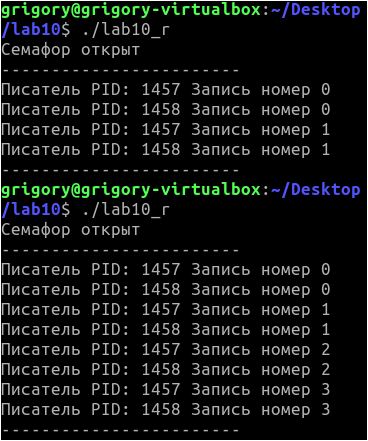 grigory@grigory-virtualbox:~/Desktop
/lab10$ ./lab10_r
Семафор открыт
------------------------
Писатель PID: 1457 Запись номер 0
Писатель PID: 1458 Запись номер 0
Писатель PID: 1457 Запись номер 1
Писатель PID: 1458 Запись номер 1
------------------------
grigory@grigory-virtualbox:~/Desktop
/lab10$ ./lab10_r
Семафор открыт
------------------------
Писатель PID: 1457 Запись номер 0
Писатель PID: 1458 Запись номер 0
Писатель PID: 1457 Запись номер 1
Писатель PID: 1458 Запись номер 1
Писатель PID: 1457 Запись номер 2
Писатель PID: 1458 Запись номер 2
Писатель PID: 1457 Запись номер 3
Писатель PID: 1458 Запись номер 3
------------------------